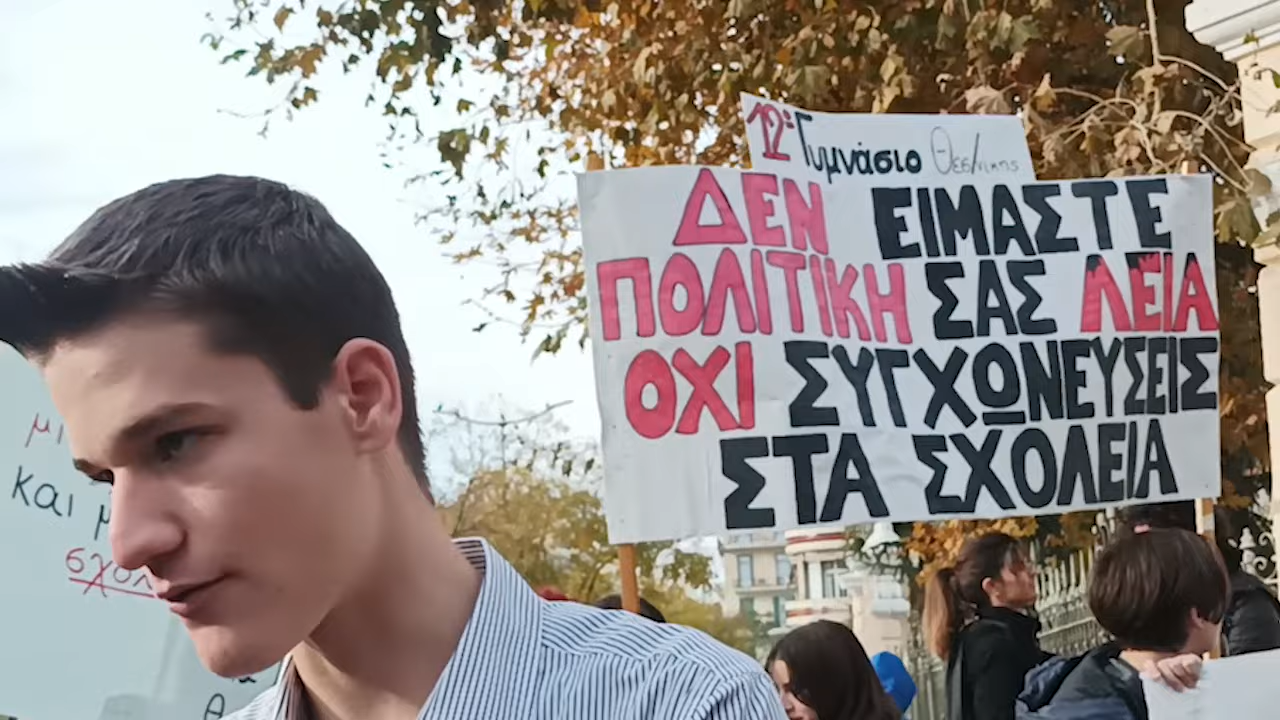 12ο Γυμνάσιο Θεσ/νικης
ΔΕΝ ΕΙΜΑΣΤΕ
ΠΟΛΙΤΙΚΗ ΣΑΣ ΛΕΙΑ
ΟΧΙ ΣΥΓΧΩΝΕΥΣΕΙΣ
ΣΤΑ ΣΧΟΛΕΙΑ
και